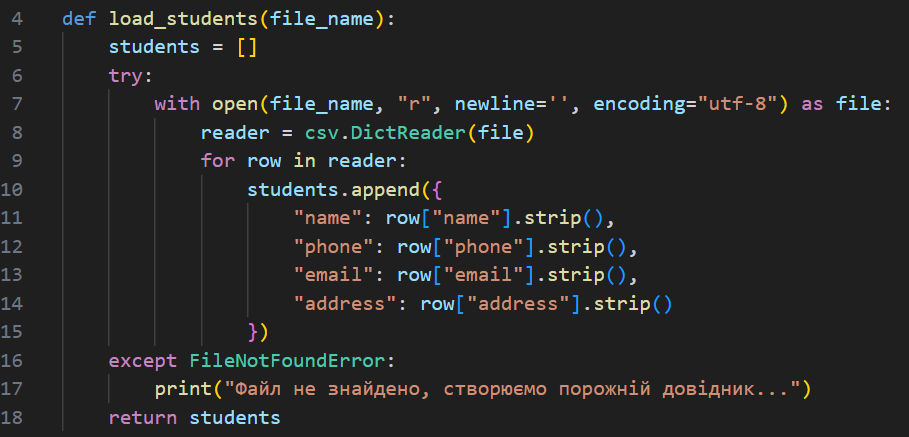 4 def load_students(file_name):
5     students = []
6     try:
7         with open(file_name, "r", newline='', encoding="utf-8") as file:
8             reader = csv.DictReader(file)
9             for row in reader:
10                 students.append({
11                     "name": row["name"].strip(),
12                     "phone": row["phone"].strip(),
13                     "email": row["email"].strip(),
14                     "address": row["address"].strip()
15                 })
16     except FileNotFoundError:
17         print("Файл не знайдено, створюємо порожній довідник...")
18     return students